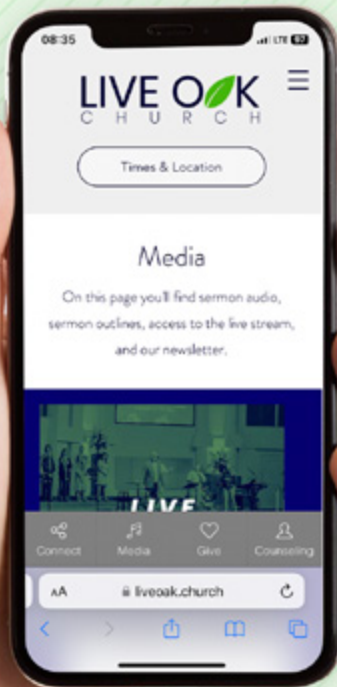 08:35 LTE 67
LIVE OAK
CHURCH
Times & Location
Media
On this page you'll find sermon audio,
sermon outlines, access to the live stream,
and our newsletter.
LIVE
Connect Media Give Counseling
AA liveoak.church